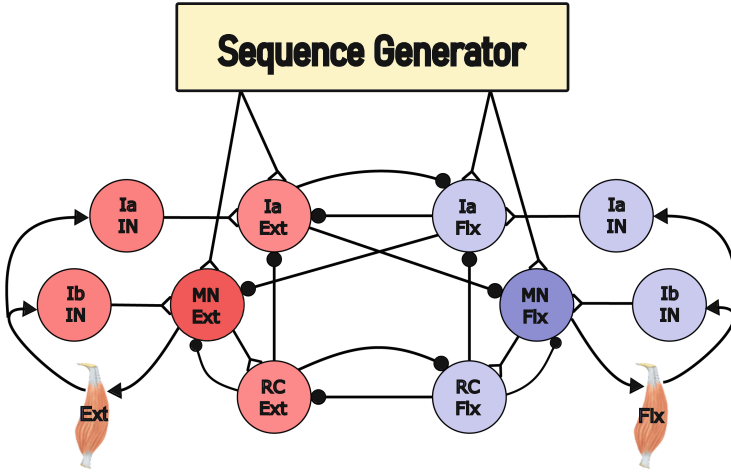 Sequence Generator
Ia
IN
Ia
Ext
Ia
Flx
Ia
IN
Ib
IN
MN
Ext
MN
Flx
Ib
IN
RC
Ext
RC
Flx
Ext
Flx